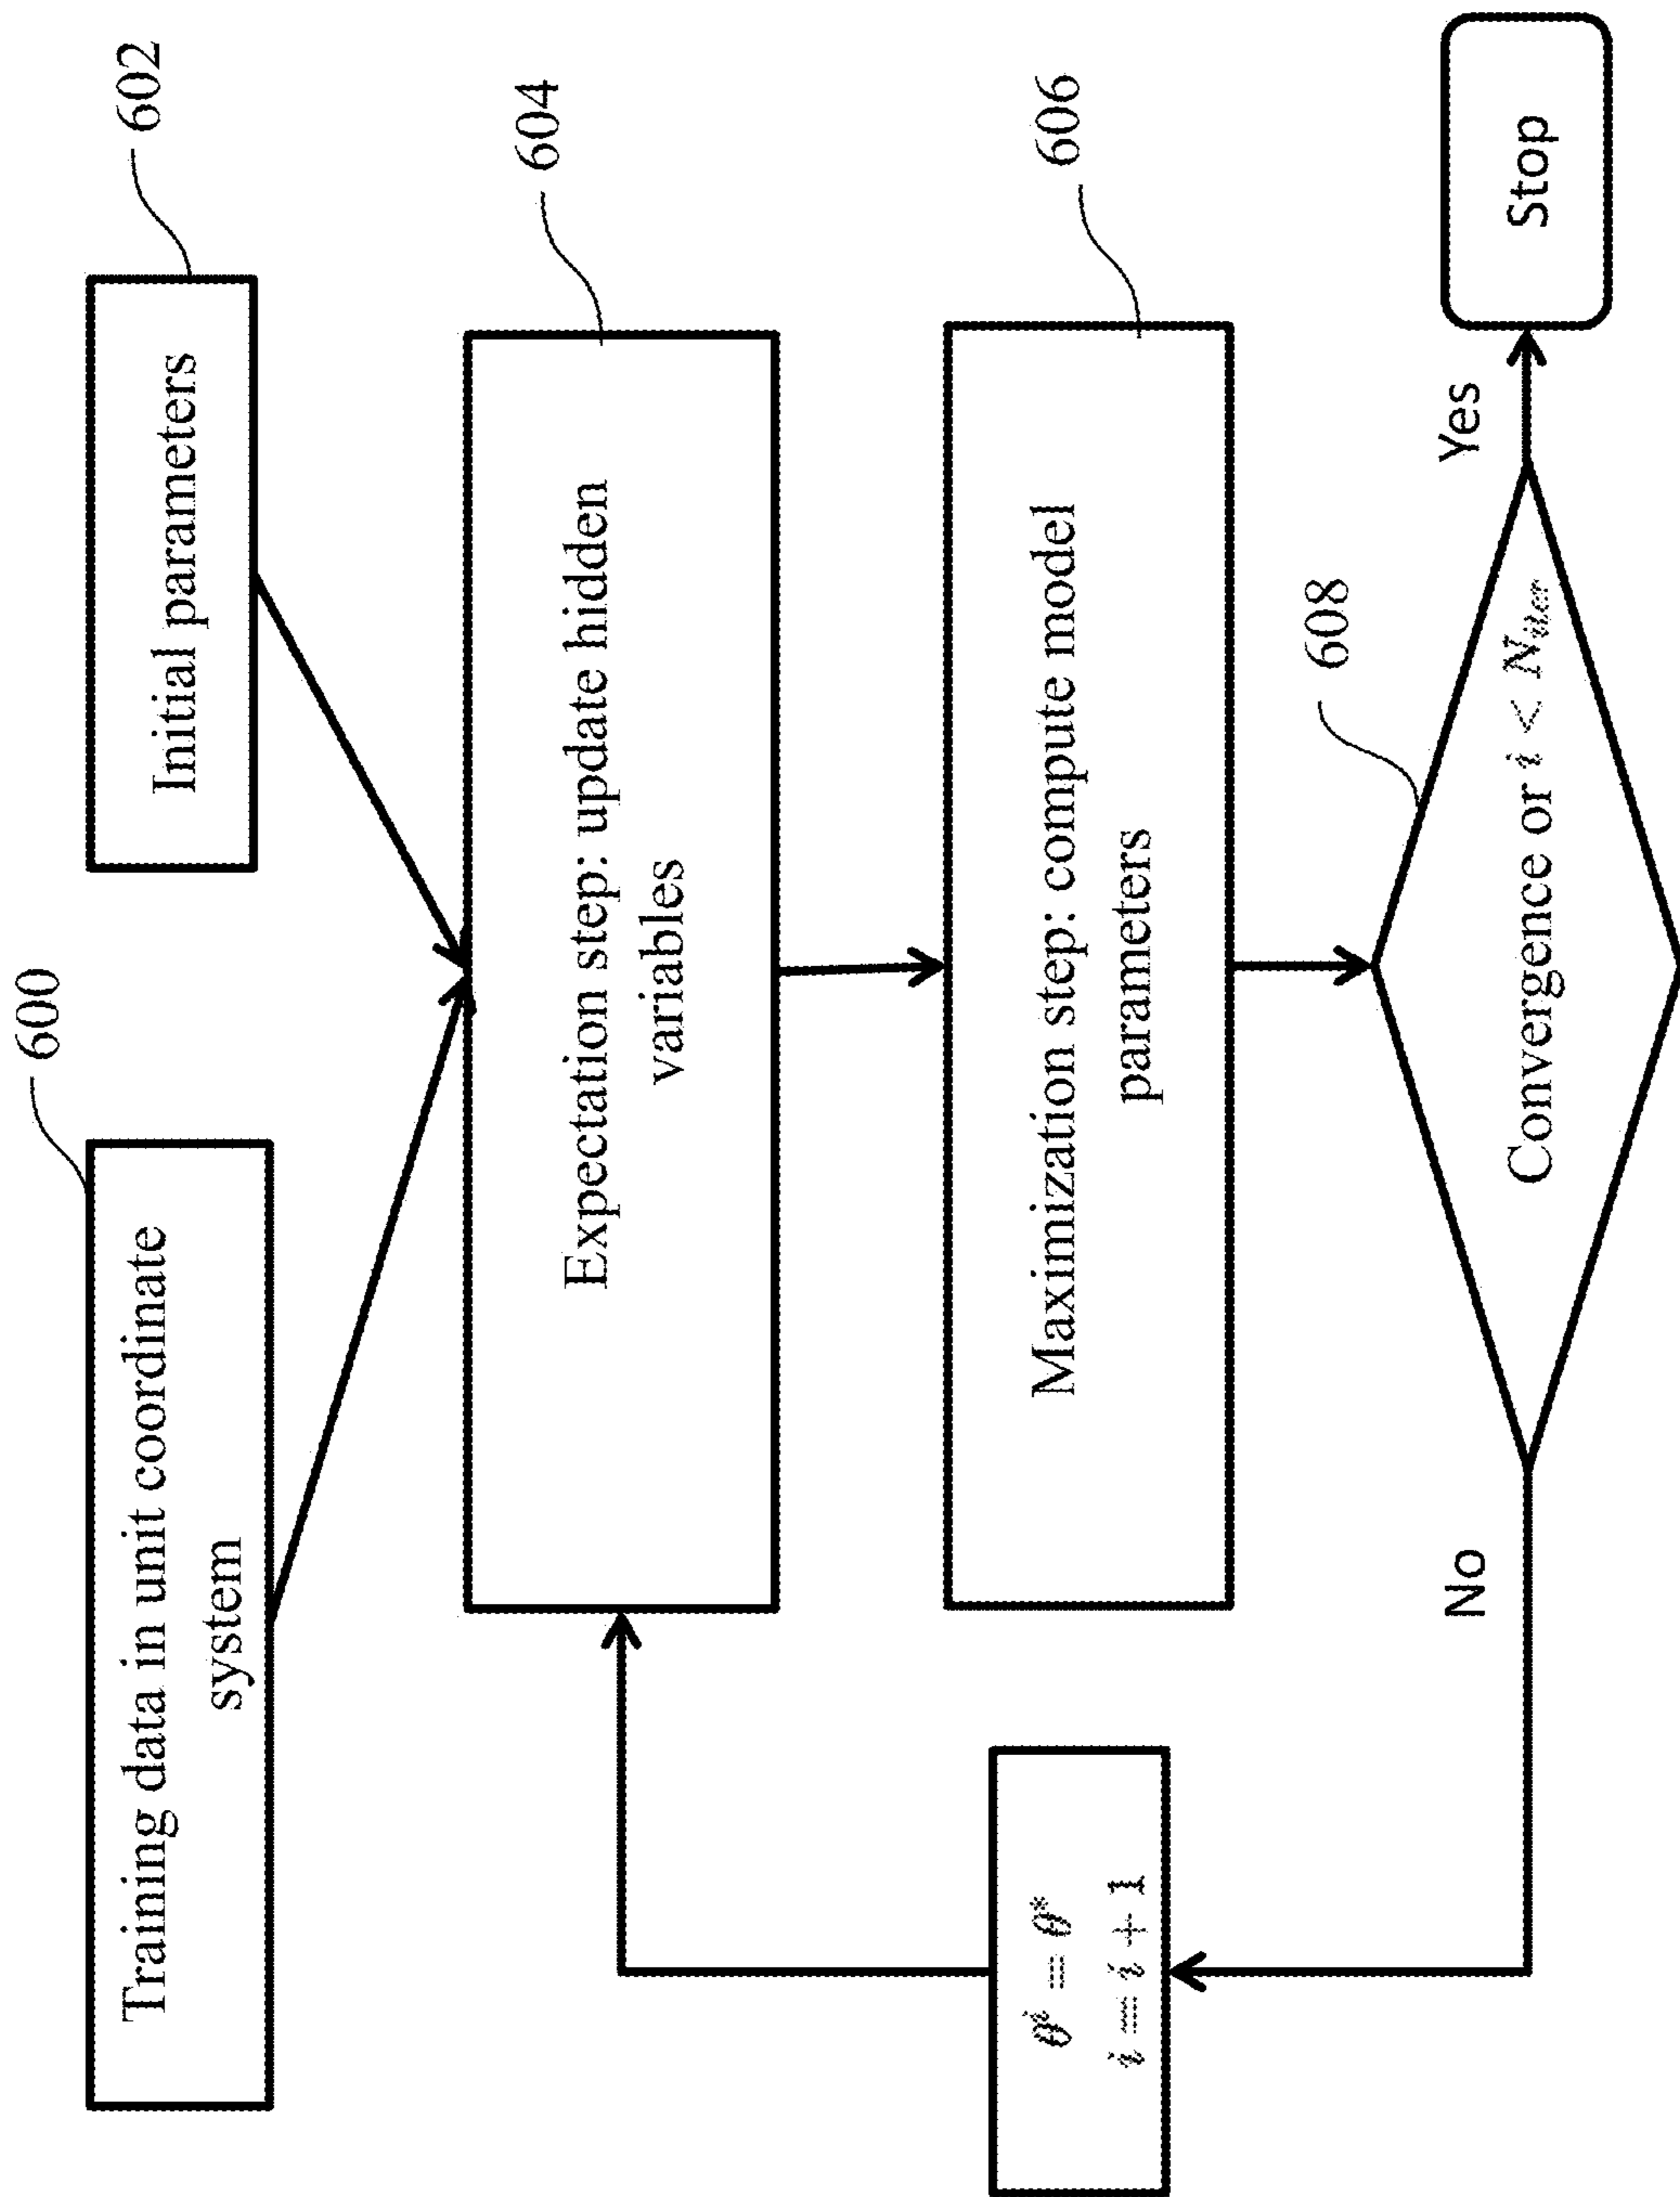 600
602
Training data in unit coordinate
system
Initial parameters
604
Expectation step: update hidden
variables
606
Maximization step: compute model
parameters
θⁱ = θ*
i = i + 1
608
Convergence or i < N_iter
No
Yes
Stop